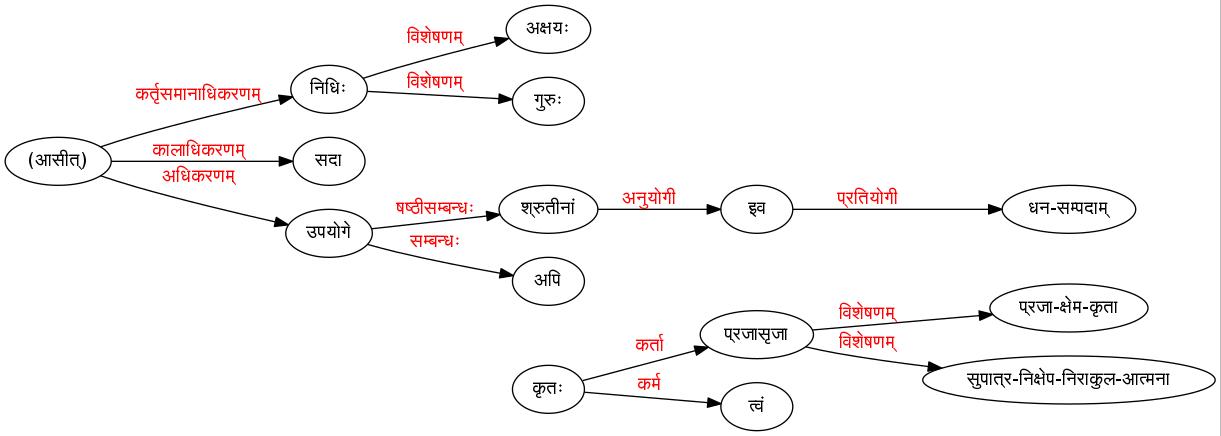 अक्षयः
विशेषणम्
निधिः
विशेषणम्
गुरुः
कर्तृसमानाधिकरणम्
(आसीत्)
कालाधिकरणम्
सदा
अधिकरणम्
उपयोगे
षष्ठीसम्बन्धः
श्रुतीनां
अनुयोगी
इव
प्रतियोगी
धन-सम्पदाम्
सम्बन्धः
अपि
प्रजा-क्षेम-कृता
विशेषणम्
प्रजासृजा
विशेषणम्
सुपात्र-निक्षेप-निराकुल-आत्मना
कर्ता
कृतः
कर्म
त्वं